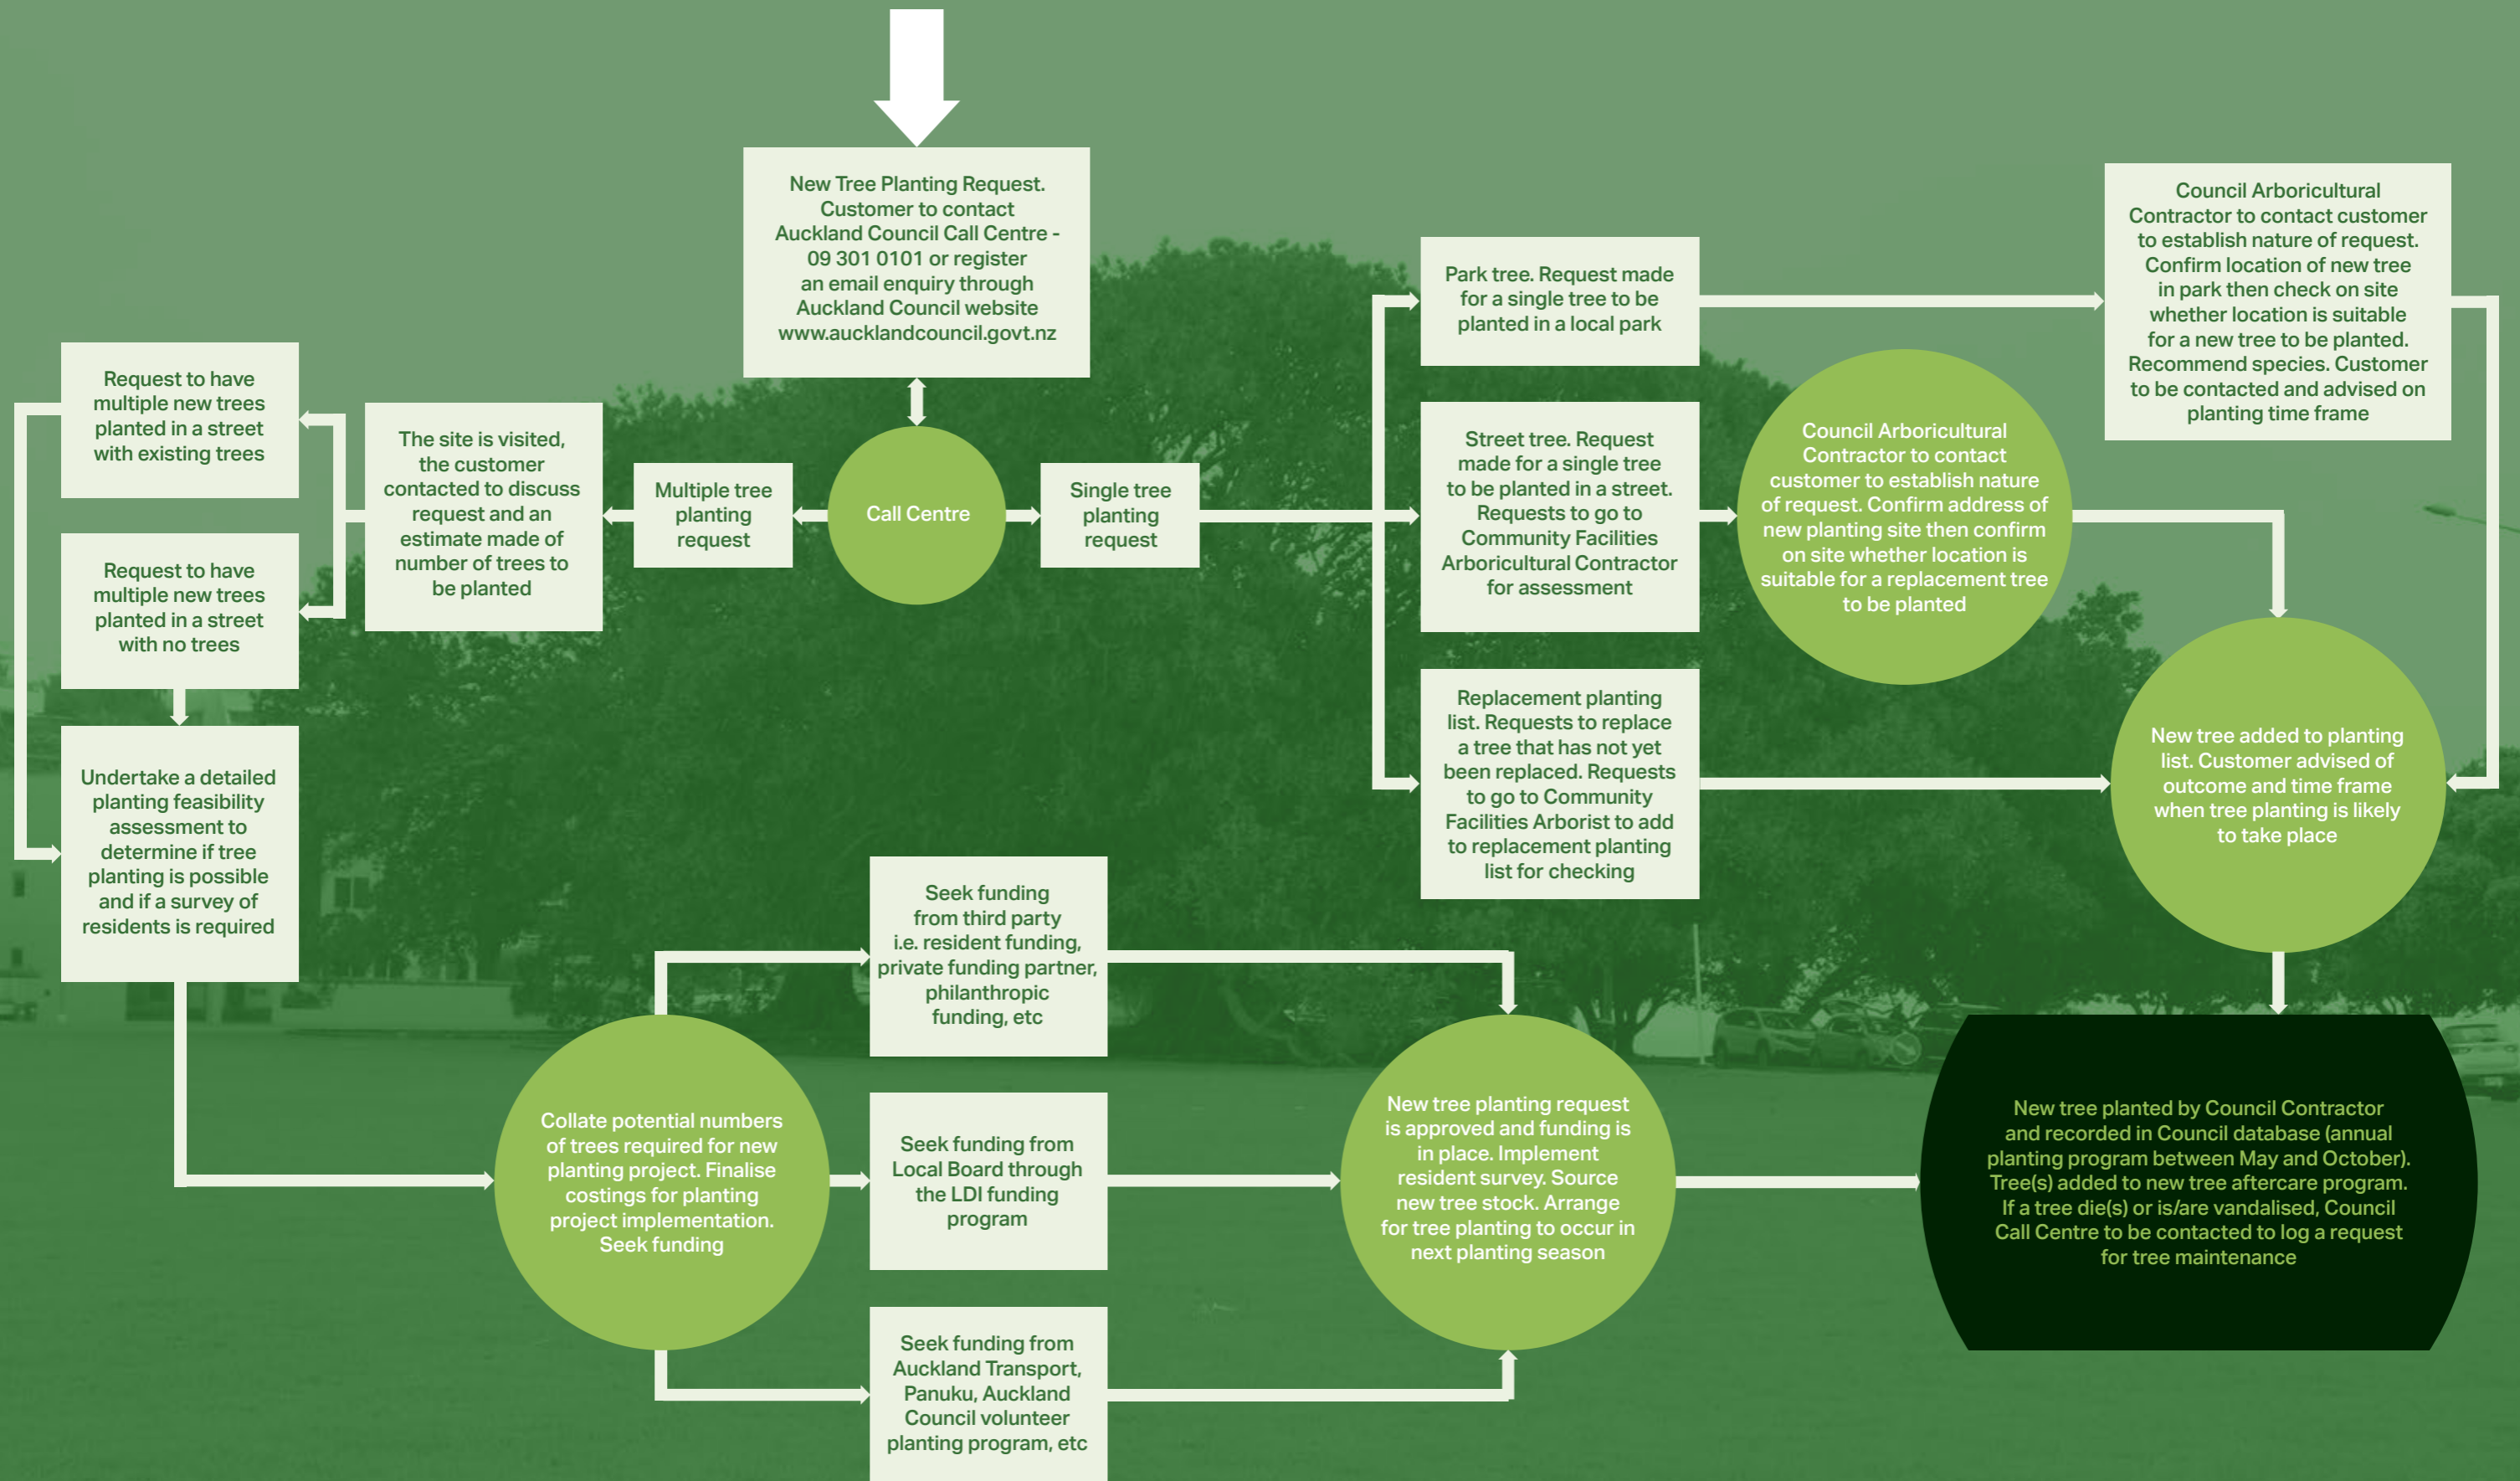 New Tree Planting Request.
Customer to contact
Auckland Council Call Centre -
09 301 0101 or register
an email enquiry through
Auckland Council website
www.aucklandcouncil.govt.nz
Call Centre
Multiple tree
planting
request
The site is visited,
the customer
contacted to discuss
request and an
estimate made of
number of trees to
be planted
Request to have
multiple new trees
planted in a street
with existing trees
Request to have
multiple new trees
planted in a street
with no trees
Undertake a detailed
planting feasibility
assessment to
determine if tree
planting is possible
and if a survey of
residents is required
Collate potential numbers
of trees required for new
planting project. Finalise
costings for planting
project implementation.
Seek funding
Seek funding
from third party
i.e. resident funding,
private funding partner,
philanthropic
funding, etc
Seek funding from
Local Board through
the LDI funding
program
Seek funding from
Auckland Transport,
Panuku, Auckland
Council volunteer
planting program, etc
New tree planting request
is approved and funding is
in place. Implement
resident survey. Source
new tree stock. Arrange
for tree planting to occur in
next planting season
Single tree
planting
request
Park tree. Request made
for a single tree to be
planted in a local park
Street tree. Request
made for a single tree
to be planted in a street.
Requests to go to
Community Facilities
Arboricultural Contractor
for assessment
Replacement planting
list. Requests to replace
a tree that has not yet
been replaced. Requests
to go to Community
Facilities Arborist to add
to replacement planting
list for checking
Council Arboricultural
Contractor to contact
customer to establish nature
of request. Confirm address of
new planting site then confirm
on site whether location is
suitable for a replacement tree
to be planted
Council Arboricultural
Contractor to contact customer
to establish nature of request.
Confirm location of new tree
in park then check on site
whether location is suitable
for a new tree to be planted.
Recommend species. Customer
to be contacted and advised on
planting time frame
New tree added to planting
list. Customer advised of
outcome and time frame
when tree planting is likely
to take place
New tree planted by Council Contractor
and recorded in Council database (annual
planting program between May and October).
Tree(s) added to new tree aftercare program.
If a tree die(s) or is/are vandalised, Council
Call Centre to be contacted to log a request
for tree maintenance